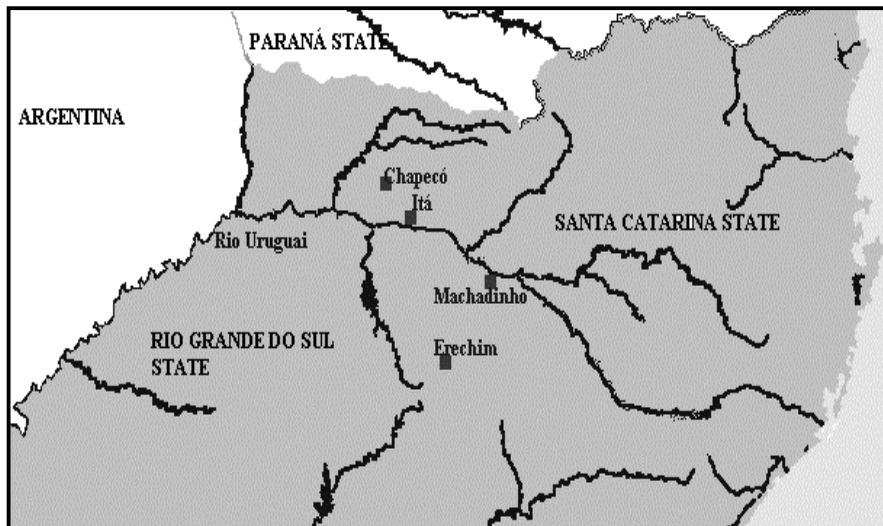 PARANÁ STATE
ARGENTINA
Chapecó
Itá
SANTA CATARINA STATE
Rio Uruguai
Machadinho
RIO GRANDE DO SUL
STATE
Erechim